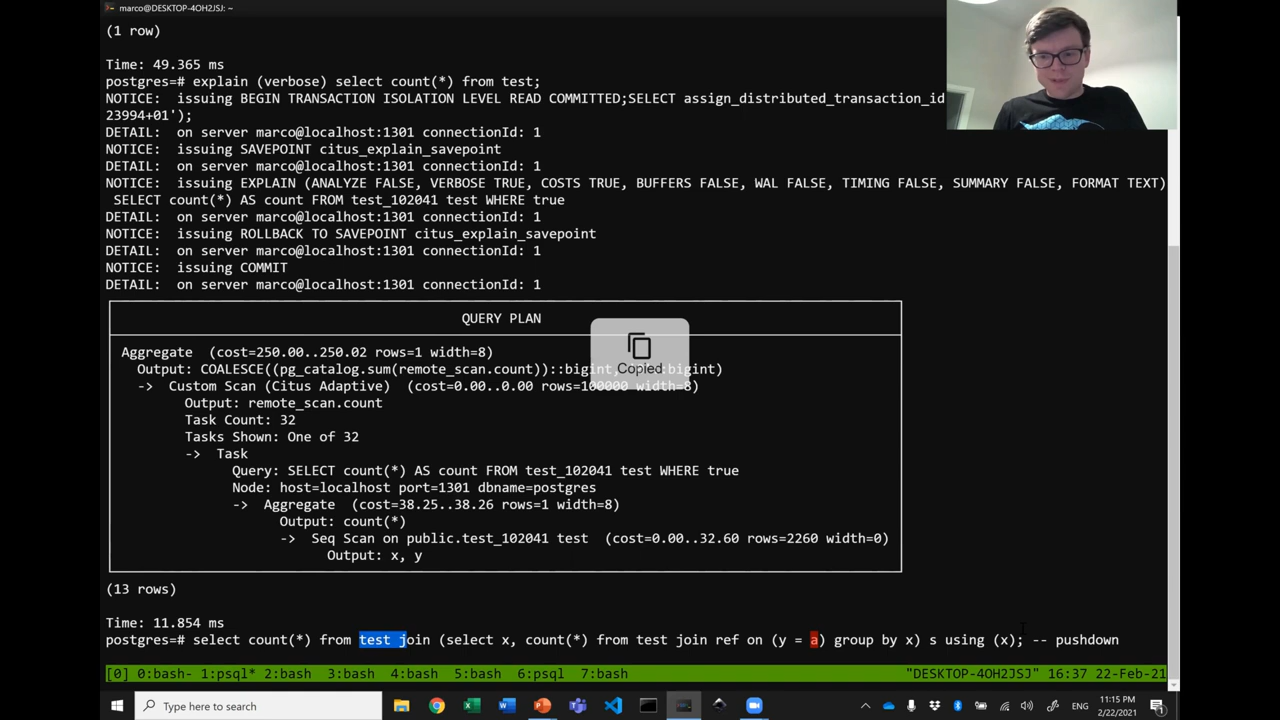 marco@DESKTOP-4OH2JSJ: ~
(1 row)
Time: 49.365 ms
postgres=# explain (verbose) select count(*) from test;
NOTICE:  issuing BEGIN TRANSACTION ISOLATION LEVEL READ COMMITTED;SELECT assign_distributed_transaction_id
23994+01');
DETAIL:  on server marco@localhost:1301 connectionId: 1
NOTICE:  issuing SAVEPOINT citus_explain_savepoint
DETAIL:  on server marco@localhost:1301 connectionId: 1
NOTICE:  issuing EXPLAIN (ANALYZE FALSE, VERBOSE TRUE, COSTS TRUE, BUFFERS FALSE, WAL FALSE, TIMING FALSE, SUMMARY FALSE, FORMAT TEXT)
SELECT count(*) AS count FROM test_102041 test WHERE true
DETAIL:  on server marco@localhost:1301 connectionId: 1
NOTICE:  issuing ROLLBACK TO SAVEPOINT citus_explain_savepoint
DETAIL:  on server marco@localhost:1301 connectionId: 1
NOTICE:  issuing COMMIT
DETAIL:  on server marco@localhost:1301 connectionId: 1
QUERY PLAN
Aggregate  (cost=250.00..250.02 rows=1 width=8)
Output: COALESCE((pg_catalog.sum(remote_scan.count))::bigint, :bigint)
Copied
->  Custom Scan (Citus Adaptive)  (cost=0.00..0.00 rows=100000 width=8)
Output: remote_scan.count
Task Count: 32
Tasks Shown: One of 32
->  Task
Query: SELECT count(*) AS count FROM test_102041 test WHERE true
Node: host=localhost port=1301 dbname=postgres
->  Aggregate  (cost=38.25..38.26 rows=1 width=8)
Output: count(*)
->  Seq Scan on public.test_102041 test  (cost=0.00..32.60 rows=2260 width=0)
Output: x, y
(13 rows)
Time: 11.854 ms
postgres=# select count(*) from test join (select x, count(*) from test join ref on (y = a) group by x) s using (x); -- pushdown
[0] 0:bash- 1:psql* 2:bash  3:bash  4:bash  5:bash  6:psql  7:bash "DESKTOP-4OH2JSJ" 16:37 22-Feb-21
Type here to search
ENG
11:15 PM
2/22/2021